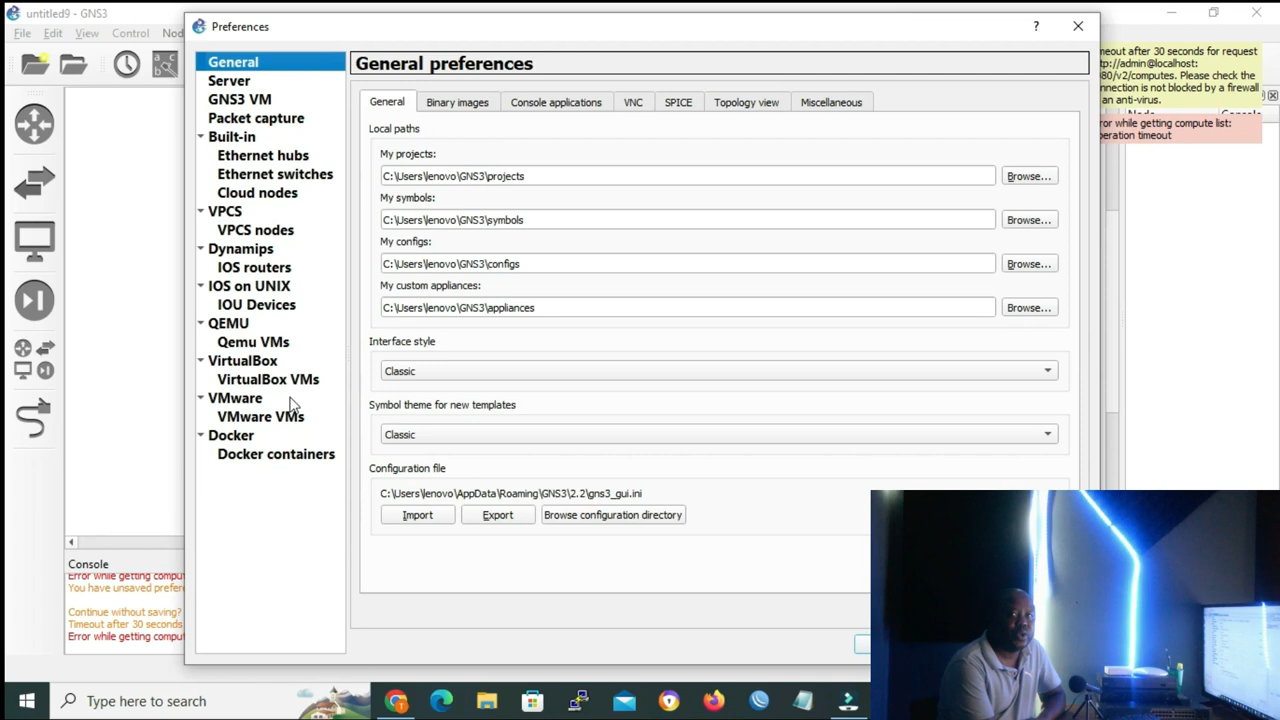 untitled9 - GNS3
File Edit View Control
Preferences
?
General
Server
GNS3 VM
Packet capture
Built-in
Ethernet hubs
Ethernet switches
Cloud nodes
VPCS
VPCS nodes
Dynamips
IOS routers
IOS on UNIX
IOU Devices
QEMU
Qemu VMs
VirtualBox
VirtualBox VMs
VMware
VMware VMs
Docker
Docker containers
General preferences
General Binary images Console applications VNC SPICE Topology view Miscellaneous
Local paths
My projects:
C:\Users\lenovo\GNS3\projects Browse...
My symbols:
C:\Users\lenovo\GNS3\symbols Browse...
My configs:
C:\Users\lenovo\GNS3\configs Browse...
My custom appliances:
C:\Users\lenovo\GNS3\appliances Browse...
Interface style
Classic
Symbol theme for new templates
Classic
Configuration file
C:\Users\lenovo\AppData\Roaming\GNS3\2.2\gns3_gui.ini
Import Export Browse configuration directory
meout after 30 seconds for request
tp://admin@localhost:
080/v2/computes. Please check the
nnection is not blocked by a firewall
an anti-virus.
ror while getting compute list:
peration timeout
Console
Error while getting comput
You have unsaved prefere
Continue without saving?
Timeout after 30 seconds
Error while getting comput
Type here to search